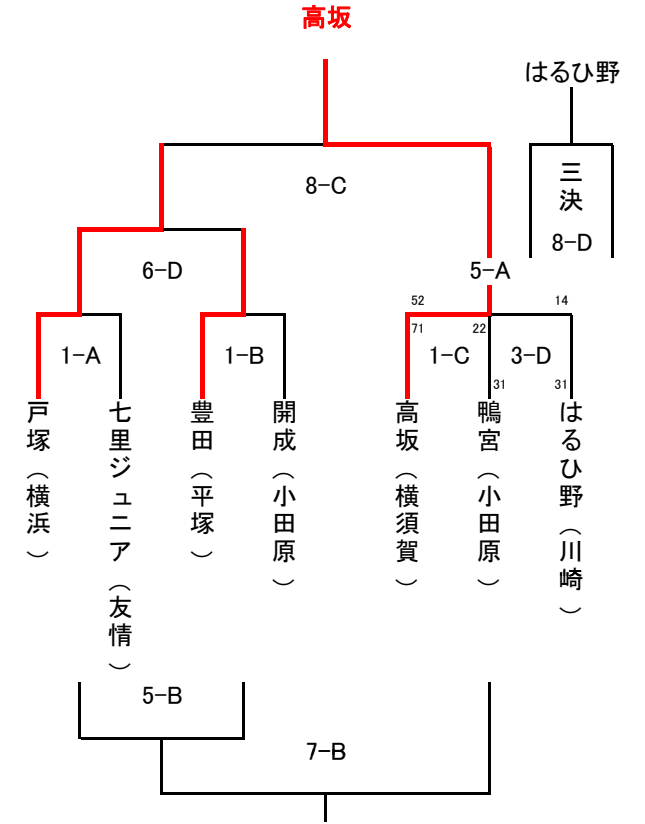 高坂
はるひ野
三決
8-C
8-D
6-D
5-A
52
14
71
22
1-A
1-B
1-C
3-D
31
31
戸塚（横浜）
七里ジュニア（友情）
豊田（平塚）
開成（小田原）
高坂（横須賀）
鴨宮（小田原）
はるひ野（川崎）
5-B
7-B